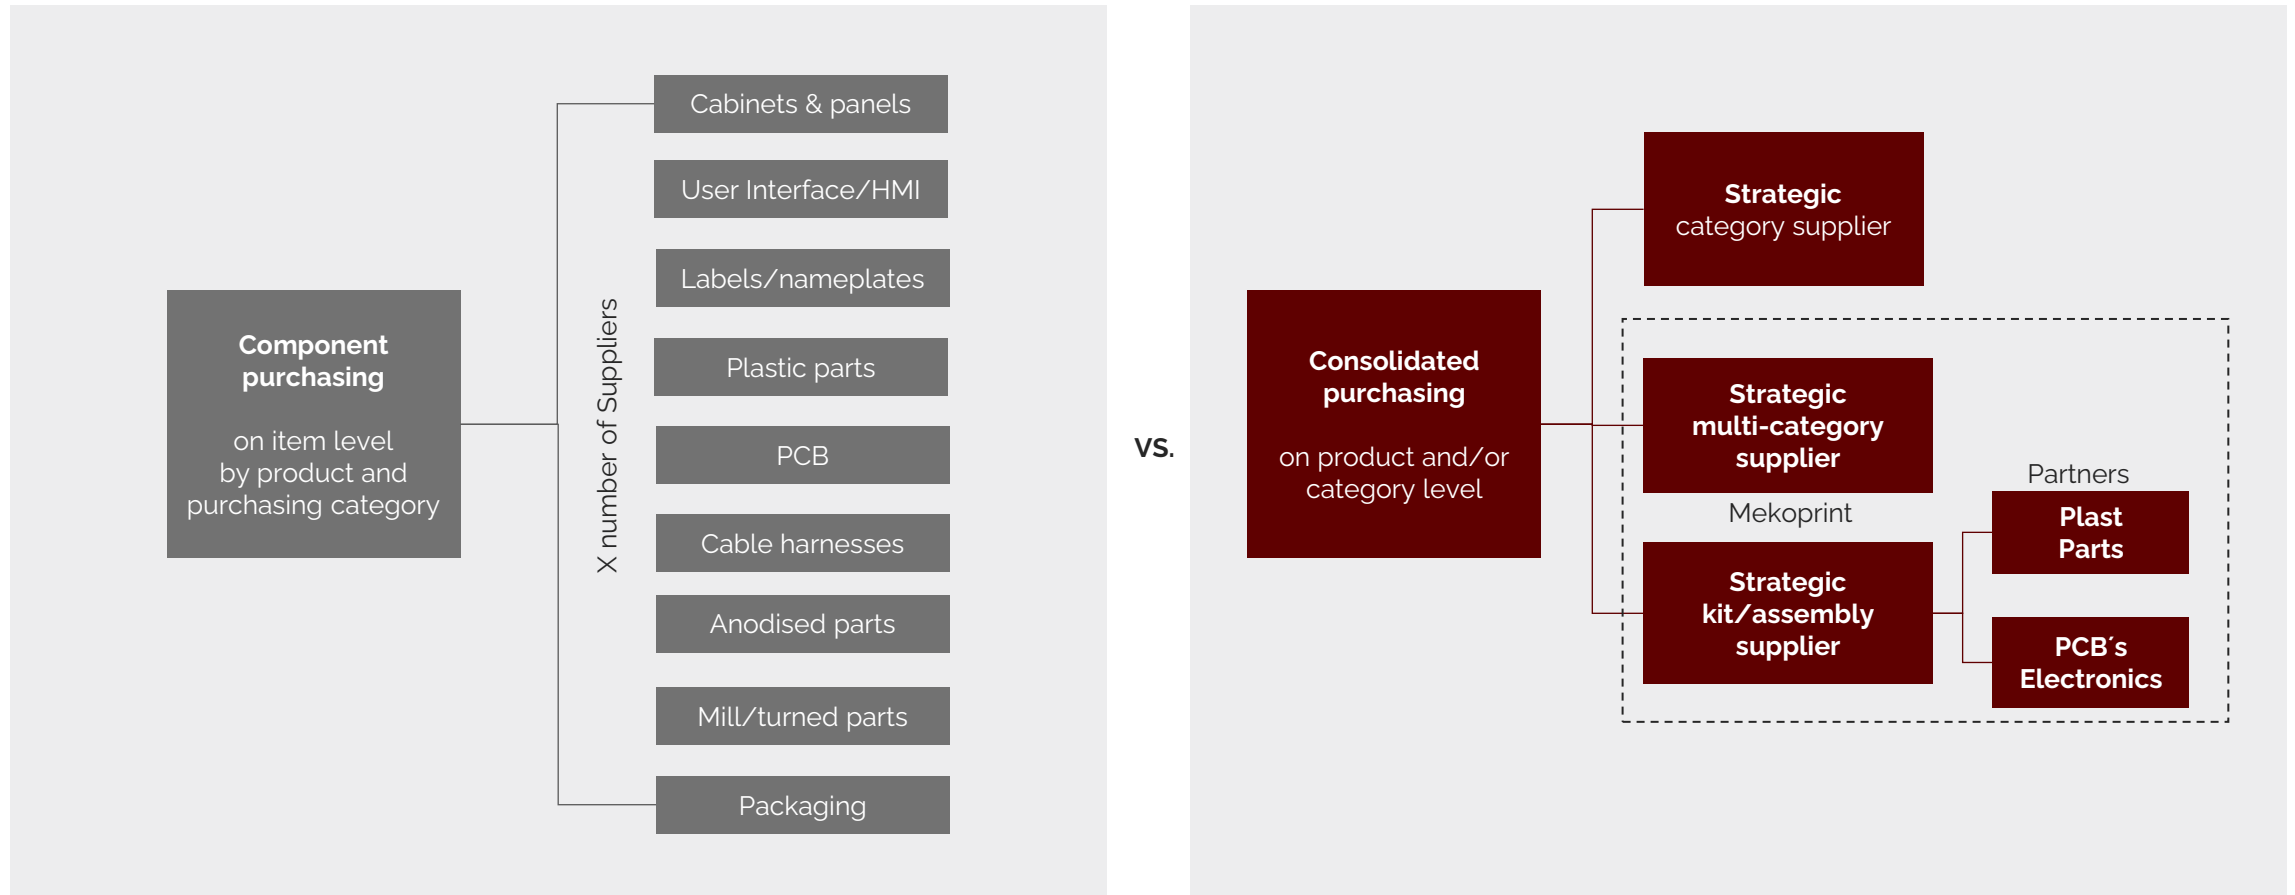 Component
purchasing
on item level
by product and
purchasing category
X number of Suppliers
Cabinets & panels
User Interface/HMI
Labels/nameplates
Plastic parts
PCB
Cable harnesses
Anodised parts
Mill/turned parts
Packaging
VS.
Consolidated
purchasing
on product and/or
category level
Strategic
category supplier
Strategic
multi-category
supplier
Mekoprint
Strategic
kit/assembly
supplier
Partners
Plast
Parts
PCB´s
Electronics